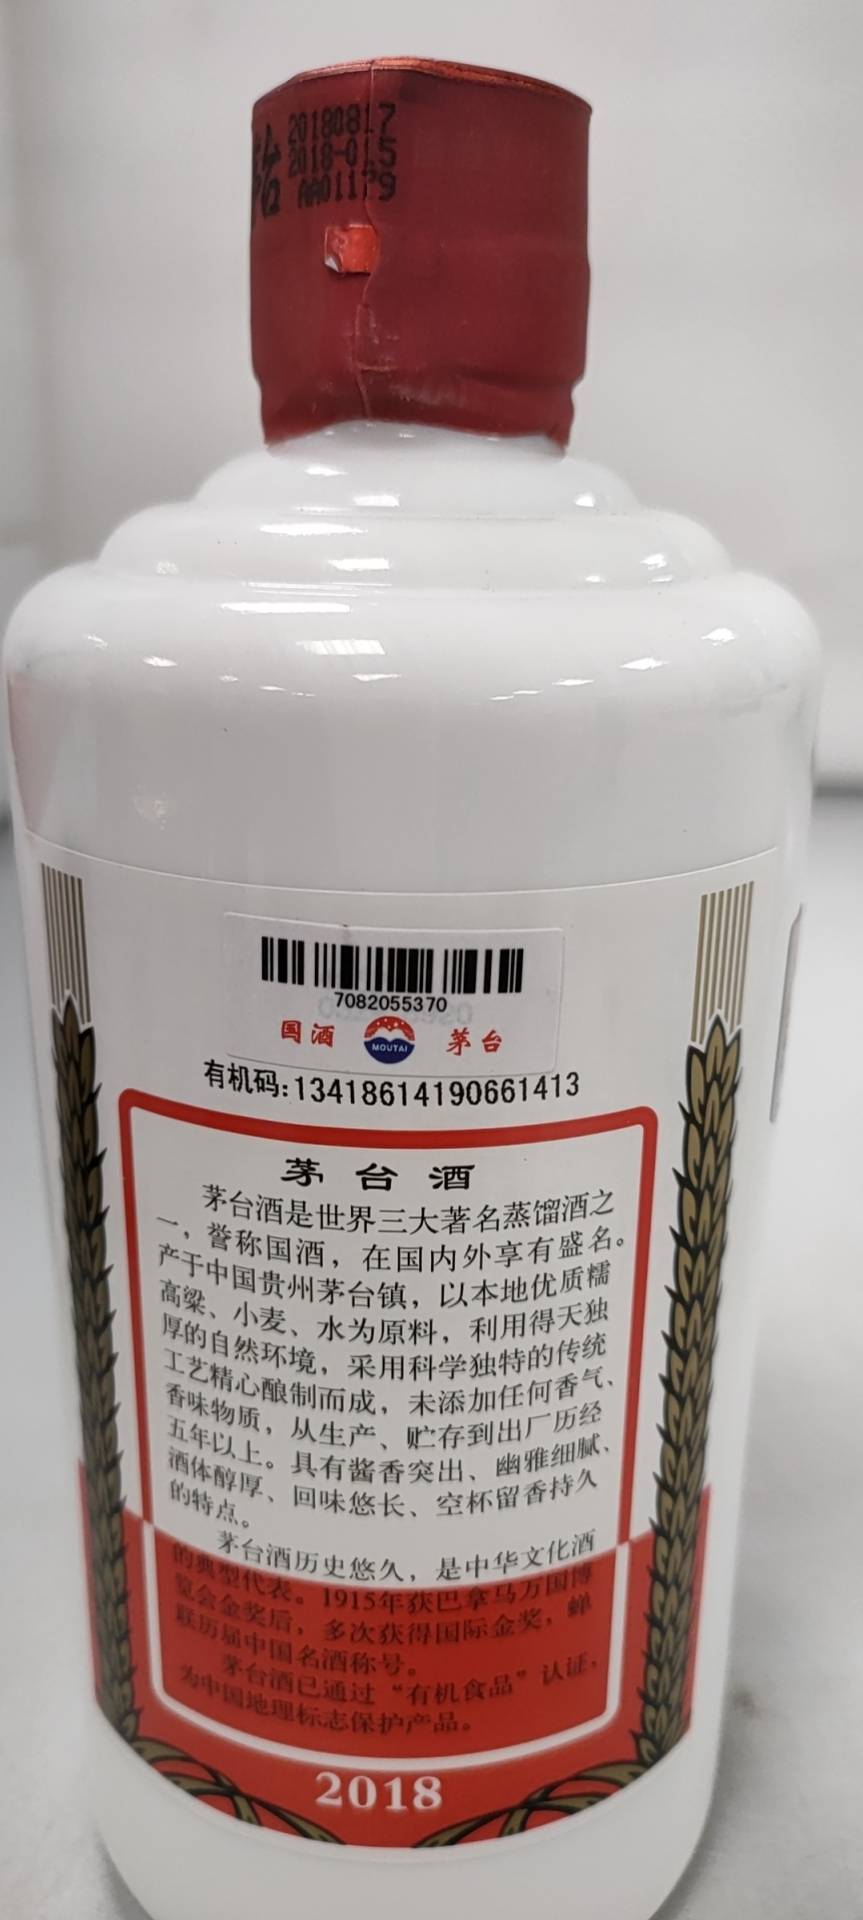 台
20180817
2018-015
AA01179
7082055370
国酒
MOUTAI
茅台
有机码:13418614190661413
茅台酒
茅台酒是世界三大著名蒸馏酒之
一，誉称国酒，在国内外享有盛名。
产于中国贵州茅台镇，以本地优质糯
高粱、小麦、水为原料，利用得天独
厚的自然环境，采用科学独特的传统
工艺精心酿制而成，未添加任何香气、
香味物质，从生产、贮存到出厂历经
五年以上。具有酱香突出、幽雅细腻、
酒体醇厚、回味悠长、空杯留香持久
的特点。
茅台酒历史悠久，是中华文化酒
的典型代表。1915年获巴拿马万国博
览会金奖后，多次获得国际金奖，蝉
联历届中国名酒称号。
茅台酒已通过“有机食品”认证，
为中国地理标志保护产品。
2018